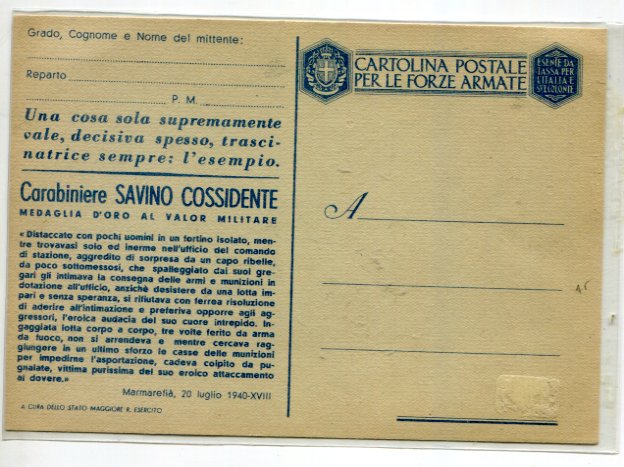 Grado, Cognome e Nome del mittente:
Reparto
P. M.
Una cosa sola supremamente
vale, decisiva spesso, trasci-
natrice sempre: l'esempio.
Carabiniere SAVINO COSSIDENTE
MEDAGLIA D'ORO AL VALOR MILITARE
«Distaccato con pochi uomini in un fortino isolato, men-
tre trovavasi solo ed inerme nell'ufficio del comando
di stazione, aggredito di sorpresa da un capo ribelle,
da poco sottomessosi, che spalleggiato dai suoi gre-
gari gli intimava la consegna delle armi e munizioni in
dotazione all'ufficio, anzichè desistere da una lotta im-
pari e senza speranza, si rifiutava con ferrea risoluzione
di aderire all'intimazione e preferiva opporre agli ag-
gressori, l'eroica audacia del suo cuore intrepido. In-
gaggiata lotta corpo a corpo, tre volte ferito da arma
da fuoco, non si arrendeva e mentre cercava rag-
giungere in un ultimo sforzo le casse delle munizioni
per impedirne l'asportazione, cadeva colpito da pu-
gnalate, vittima purissima del suo eroico attaccamento
al dovere.»
Marmarefià, 20 luglio 1940-XVIII
A CURA DELLO STATO MAGGIORE R. ESERCITO
CARTOLINA POSTALE
PER LE FORZE ARMATE
ESENTE DA
TASSA PER
L'ITALIA E
SUE COLONIE
A